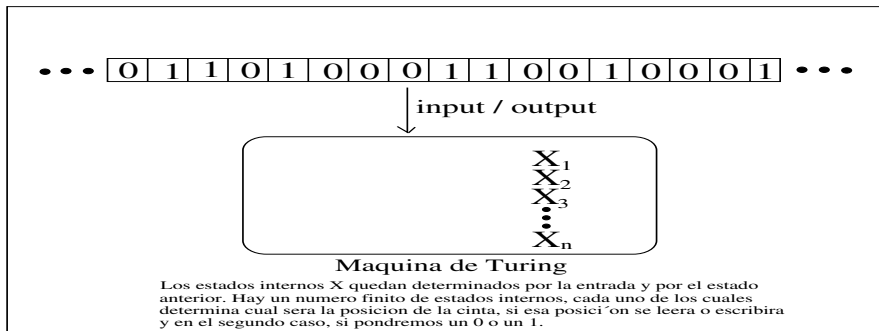 ••• 0 1 1 0 1 0 0 0 1 1 0 0 1 0 0 0 1 •••
input / output
X1
X2
X3
Xn
Maquina de Turing
Los estados internos X quedan determinados por la entrada y por el estado
anterior. Hay un numero finito de estados internos, cada uno de los cuales
determina cual sera la posicion de la cinta, si esa posici´on se leera o escribira
y en el segundo caso, si pondremos un 0 o un 1.